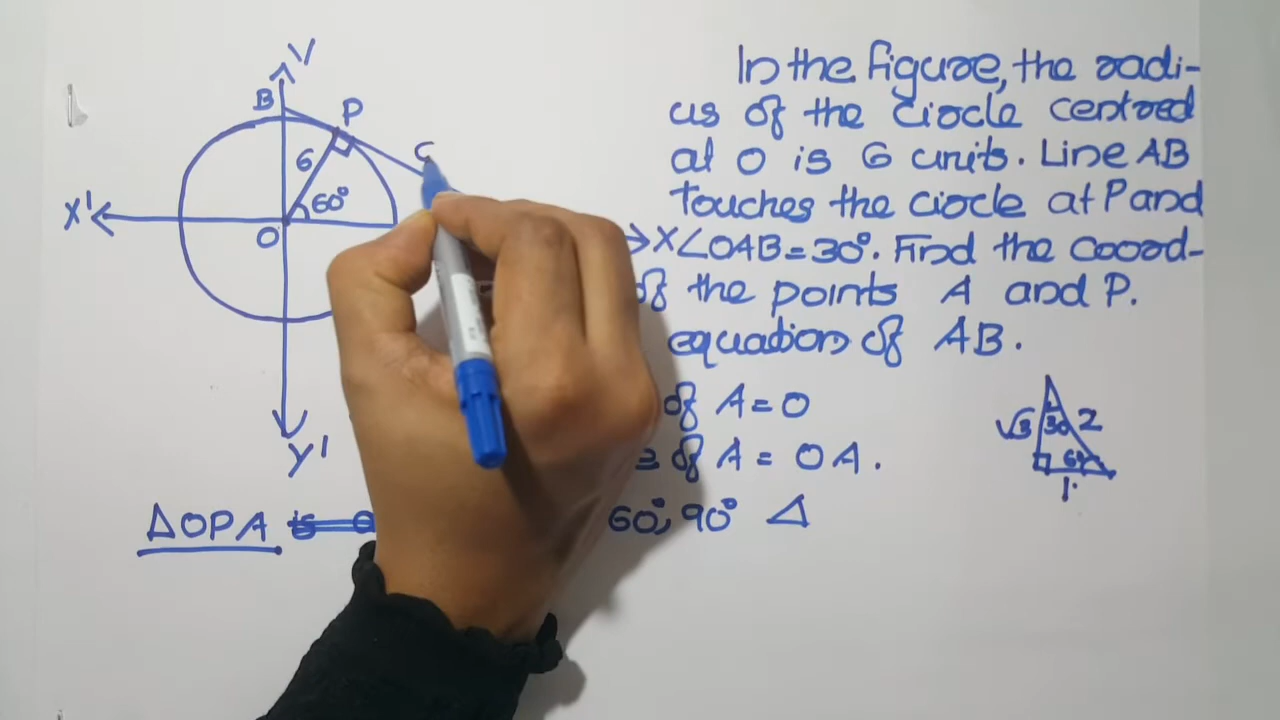 Y
B
P
6
60°
X'
O
X
Y'
In the figure, the radi-
us of the circle centred
at O is 6 units. Line AB
Touches the circle at P and
∠OAB = 30°. Find the coord-
of the points A and P.
equation of AB.
of A = 0
of A = OA.
√3 30 2
1
ΔOPA is
60°, 90° Δ